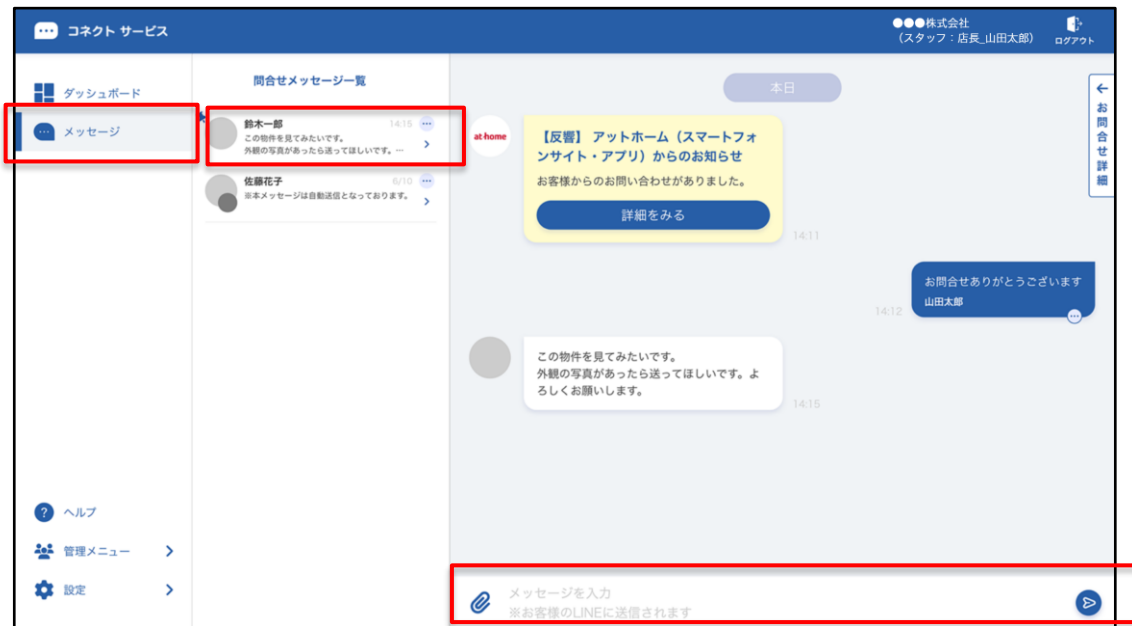 コネクト サービス
●●●株式会社
（スタッフ：店長_山田太郎）
ログアウト
ダッシュボード
メッセージ
ヘルプ
管理メニュー
設定
問合せメッセージ一覧
鈴木一郎 14:15
この物件を見てみたいです。
外観の写真があったら送ってほしいです。…
佐藤花子 6/10
※本メッセージは自動送信となっております。
本日
at home
【反響】 アットホーム（スマートフォ
ンサイト・アプリ）からのお知らせ
お客様からのお問い合わせがありました。
詳細をみる
14:11
お問合せありがとうございます
山田太郎
14:12
この物件を見てみたいです。
外観の写真があったら送ってほしいです。よ
ろしくお願いします。
14:15
メッセージを入力
※お客様のLINEに送信されます
お問合せ詳細